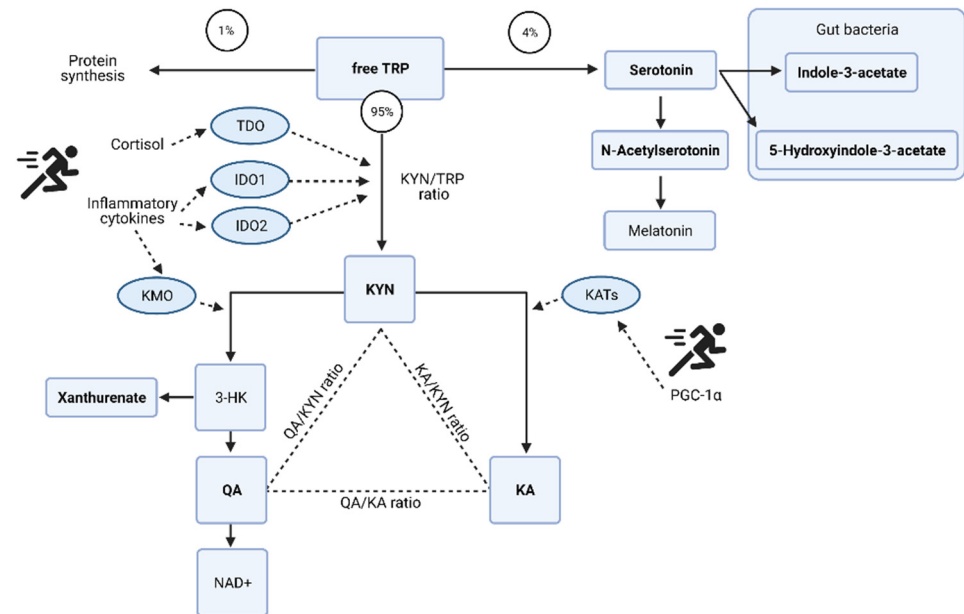 1%
4%
Gut bacteria
Protein
synthesis
free TRP
Serotonin
Indole-3-acetate
95%
TDO
Cortisol
N-Acetylserotonin
5-Hydroxyindole-3-acetate
IDO1
KYN/TRP
ratio
Inflammatory
cytokines
IDO2
Melatonin
KMO
KYN
KATs
QA/KYN ratio
KA/KYN ratio
PGC-1α
Xanthurenate
3-HK
QA
KA
QA/KA ratio
NAD+